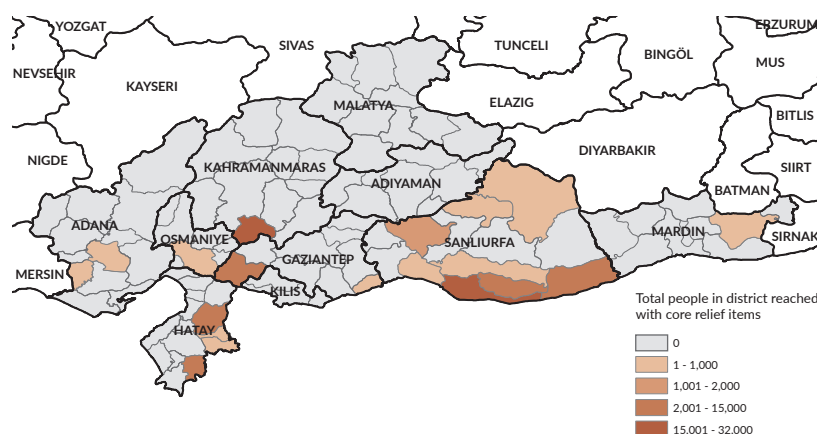 YOZGAT
SIVAS
TUNCELI
ERZURUM
BINGÖL
MUS
NEVSEHIR
KAYSERI
ELAZIG
MALATYA
BITLIS
NIGDE
DIYARBAKIR
SIIRT
KAHRAMANMARAS
ADIYAMAN
BATMAN
ADANA
OSMANIYE
SANLIURFA
MARDIN
SIRNAK
GAZIANTEP
MERSIN
KILIS
HATAY
Total people in district reached
with core relief items
0
1 - 1,000
1,001 - 2,000
2,001 - 15,000
15,001 - 32,000